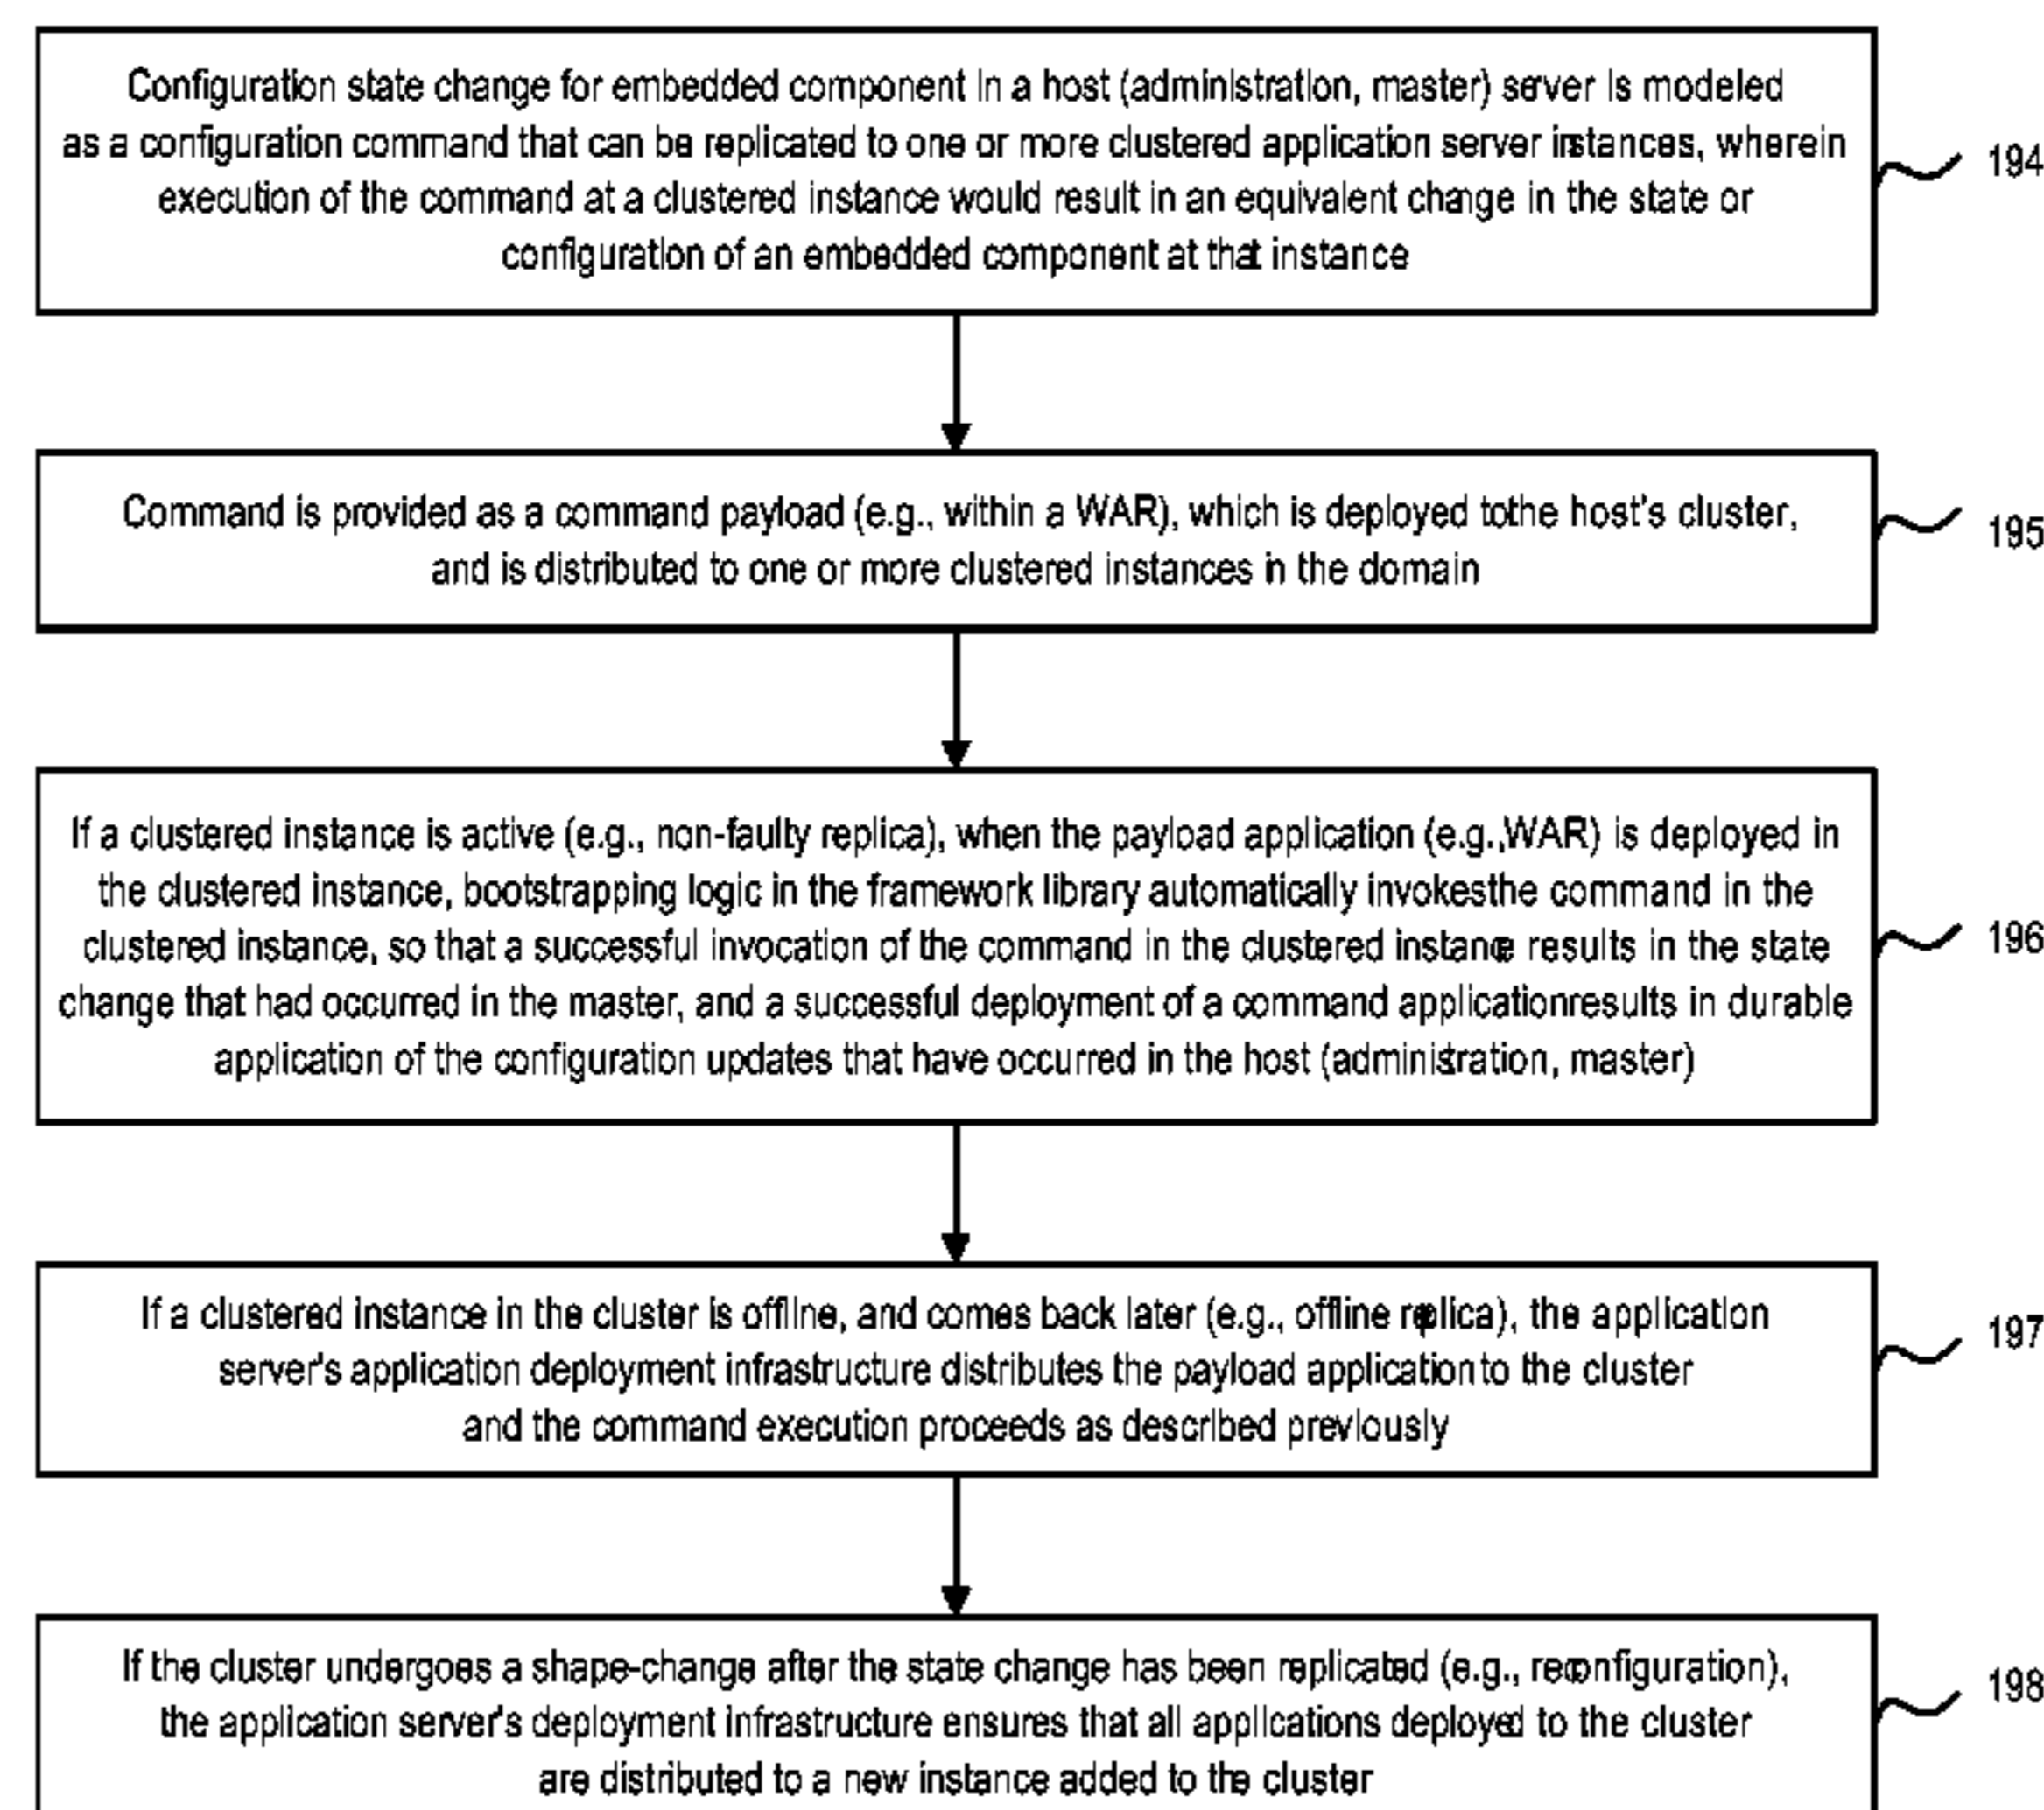 Configuration state change for embedded component in a host (administration, master) server is modeled
as a configuration command that can be replicated to one or more clustered application server instances, wherein
execution of the command at a clustered instance would result in an equivalent change in the state or
configuration of an embedded component at that instance
194
Command is provided as a command payload (e.g., within a WAR), which is deployed tothe host's cluster,
and is distributed to one or more clustered instances in the domain
195
If a clustered instance is active (e.g., non-faulty replica), when the payload application (e.g.,WAR) is deployed in
the clustered instance, bootstrapping logic in the framework library automatically invokesthe command in the
clustered instance, so that a successful invocation of the command in the clustered instance results in the state
change that had occurred in the master, and a successful deployment of a command applicationresults in durable
application of the configuration updates that have occurred in the host (administration, master)
196
If a clustered instance in the cluster is offline, and comes back later (e.g., offline replica), the application
server's application deployment infrastructure distributes the payload application to the cluster
and the command execution proceeds as described previously
197
If the cluster undergoes a shape-change after the state change has been replicated (e.g., reconfiguration),
the application server's deployment infrastructure ensures that all applications deployed to the cluster
are distributed to a new instance added to the cluster
198